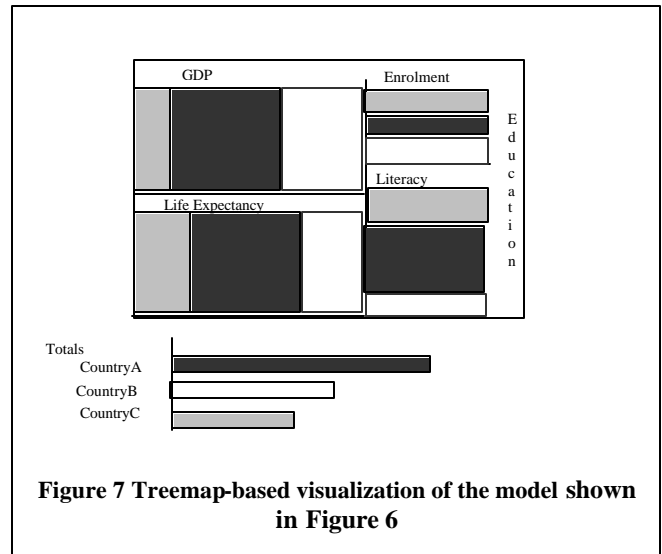 GDP
Enrolment
Education
Literacy
Life Expectancy
Totals
CountryA
CountryB
CountryC
Figure 7 Treemap-based visualization of the model shown
in Figure 6